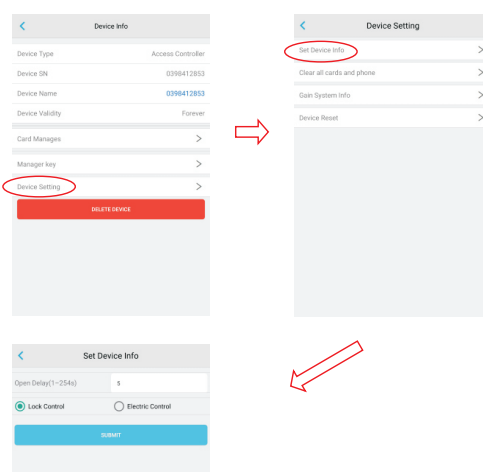 Device Info
Device Type Access Controller
Device SN 0398412853
Device Name 0398412853
Device Validity Forever
Card Manages
Manager key
Device Setting
DELETE DEVICE
Device Setting
Set Device Info
Clear all cards and phone
Gain System Info
Device Reset
Set Device Info
Open Delay(1~254s) 5
Lock Control Electric Control
SUBMIT